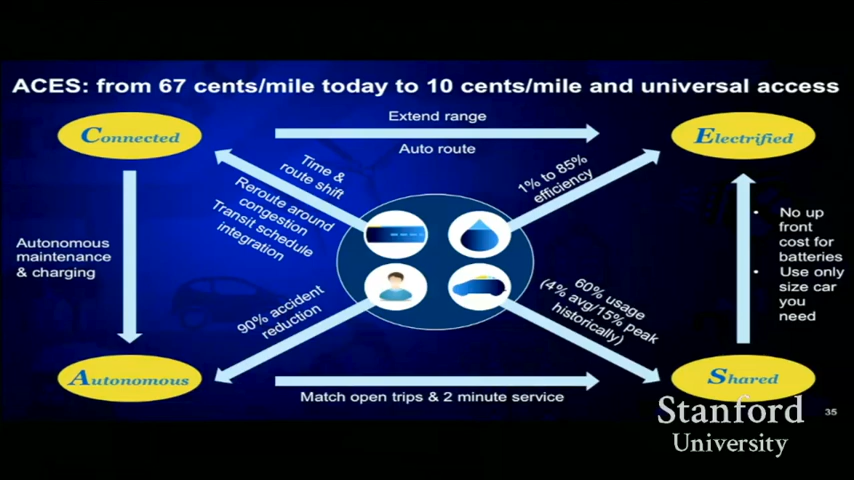 ACES: from 67 cents/mile today to 10 cents/mile and universal access
Connected
Extend range
Auto route
Electrified
Time &
route shift
Reroute around
congestion
Transit schedule
integration
1% to 85%
efficiency
Autonomous
maintenance
& charging
• No up
front
cost for
batteries
• Use only
size car
you
need
90% accident
reduction
60% usage
(4% avg/15% peak
historically)
Autonomous
Match open trips & 2 minute service
Shared
35
Stanford
University